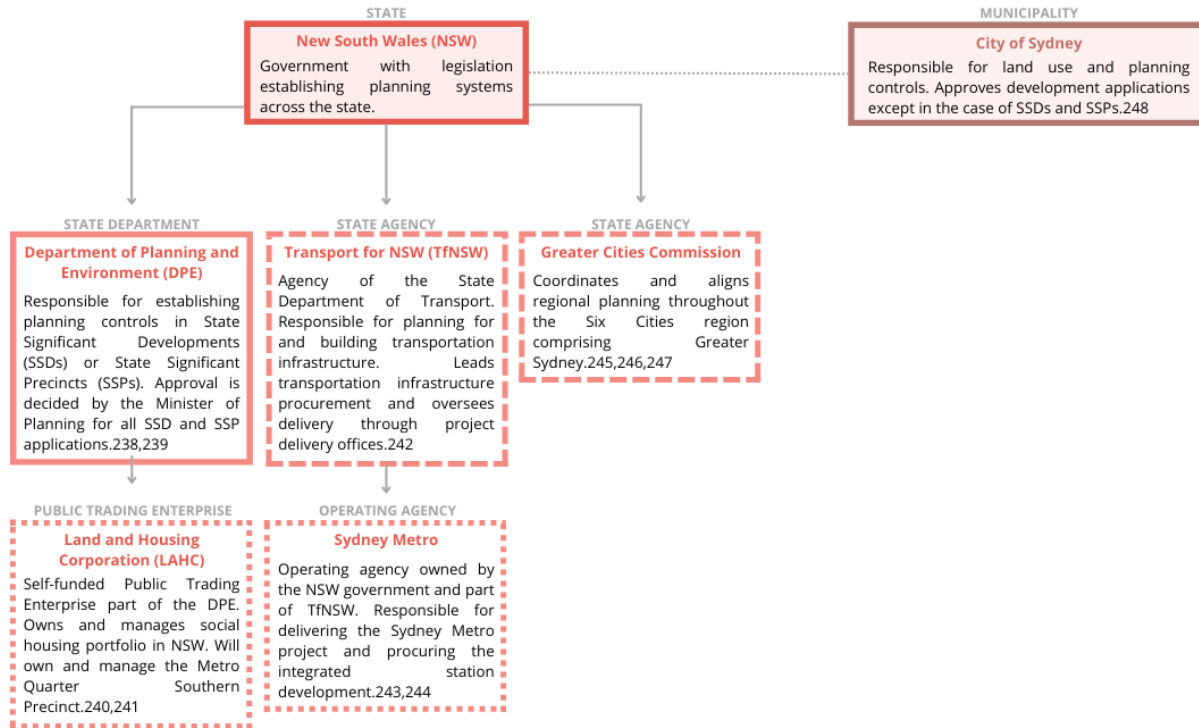 STATE
New South Wales (NSW)
Government with legislation
establishing planning systems
across the state.
MUNICIPALITY
City of Sydney
Responsible for land use and planning
controls. Approves development applications
except in the case of SSDs and SSPs.248
STATE DEPARTMENT
Department of Planning and
Environment (DPE)
Responsible for establishing
planning controls in State
Significant Developments
(SSDs) or State Significant
Precincts (SSPs). Approval is
decided by the Minister of
Planning for all SSD and SSP
applications.238,239
STATE AGENCY
Transport for NSW (TfNSW)
Agency of the State
Department of Transport.
Responsible for planning for
and building transportation
infrastructure. Leads
transportation infrastructure
procurement and oversees
delivery through project
delivery offices.242
STATE AGENCY
Greater Cities Commission
Coordinates and aligns
regional planning throughout
the Six Cities region
comprising Greater
Sydney.245,246,247
PUBLIC TRADING ENTERPRISE
Land and Housing
Corporation (LAHC)
Self-funded Public Trading
Enterprise part of the DPE.
Owns and manages social
housing portfolio in NSW. Will
own and manage the Metro
Quarter Southern
Precinct.240,241
OPERATING AGENCY
Sydney Metro
Operating agency owned by
the NSW government and part
of TfNSW. Responsible for
delivering the Sydney Metro
project and procuring the
integrated station
development.243,244